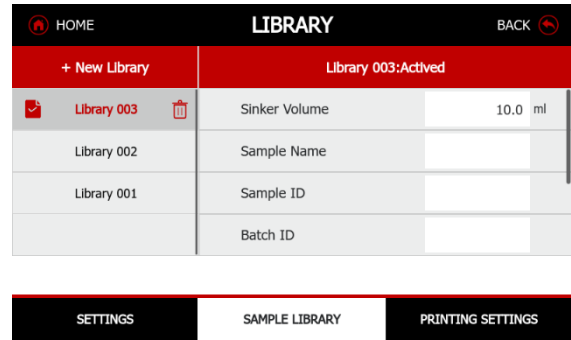 HOME
LIBRARY
BACK
+ New Library
Library 003:Actived
Library 003
Sinker Volume
10.0 ml
Library 002
Sample Name
Library 001
Sample ID
Batch ID
SETTINGS
SAMPLE LIBRARY
PRINTING SETTINGS